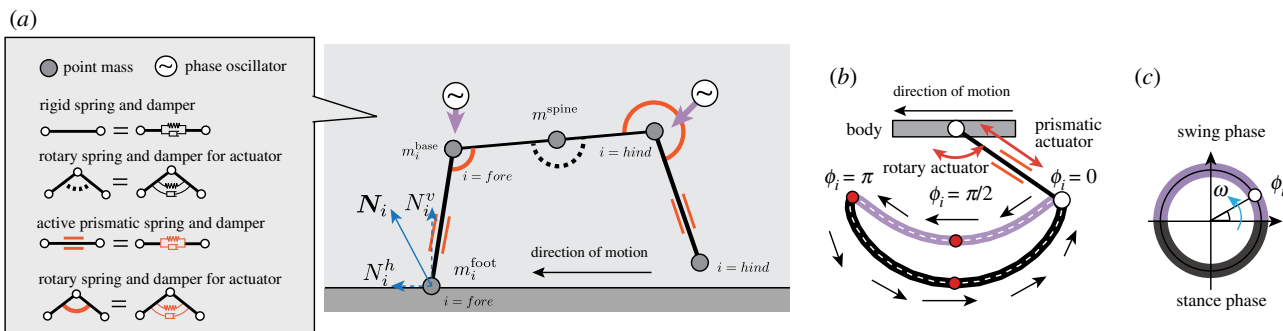 (a)
point mass
phase oscillator
rigid spring and damper
=
rotary spring and damper for actuator
=
active prismatic spring and damper
=
rotary spring and damper for actuator
=
~
~
~
m^spine
m_i^base
i = fore
i = hind
N_i
N_i^v
N_i^h
m_i^foot
i = fore
direction of motion
i = hind
(b)
direction of motion
body
prismatic
actuator
rotary actuator
ϕ_i = π
ϕ_i = π/2
ϕ_i = 0
(c)
swing phase
ω
ϕ_i
stance phase